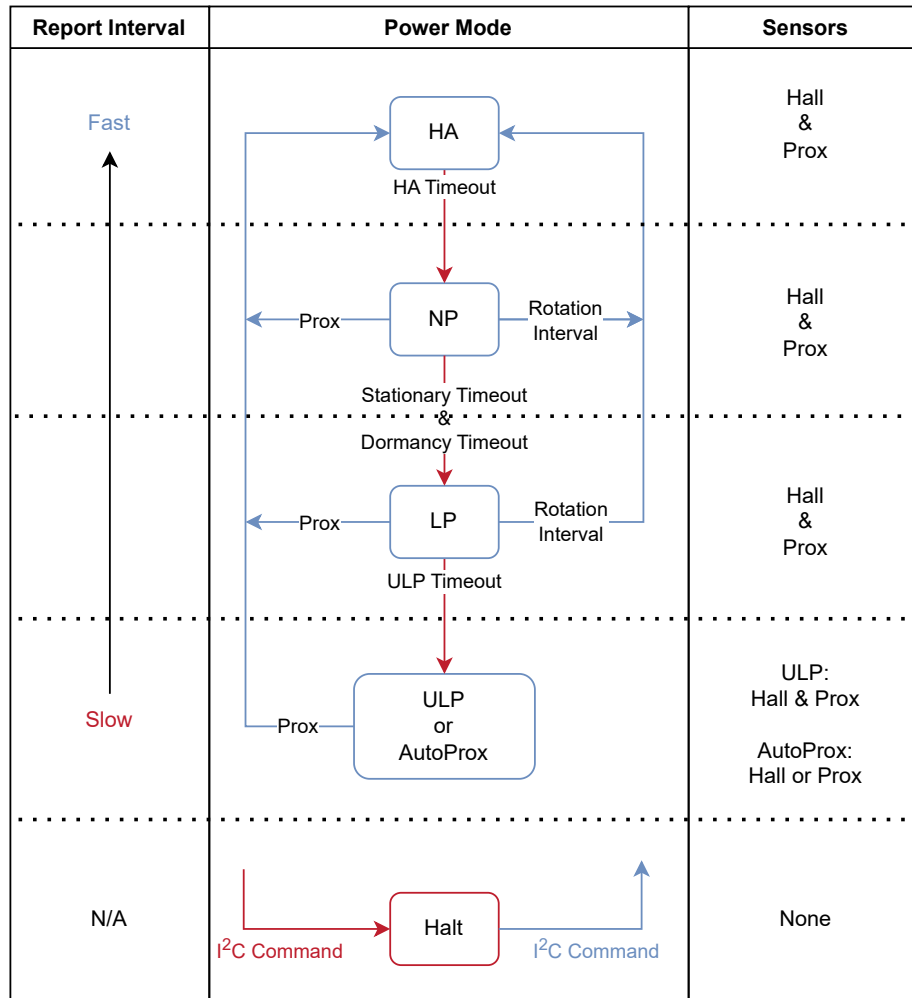 Report Interval
Power Mode
Sensors
Fast
HA
Hall
&
Prox
HA Timeout
Prox
NP
Rotation
Interval
Hall
&
Prox
Stationary Timeout
&
Dormancy Timeout
Prox
LP
Rotation
Interval
Hall
&
Prox
ULP Timeout
Slow
Prox
ULP
or
AutoProx
ULP:
Hall & Prox
AutoProx:
Hall or Prox
N/A
I²C Command
Halt
I²C Command
None